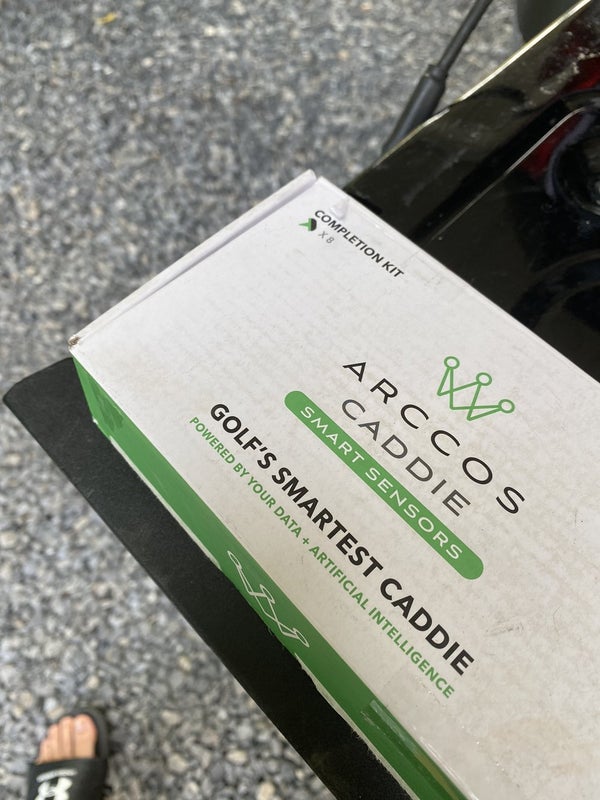 COMPLETION KIT
X 8
ARCCOS
CADDIE
SMART SENSORS
GOLF'S SMARTEST CADDIE
POWERED BY YOUR DATA + ARTIFICIAL INTELLIGENCE